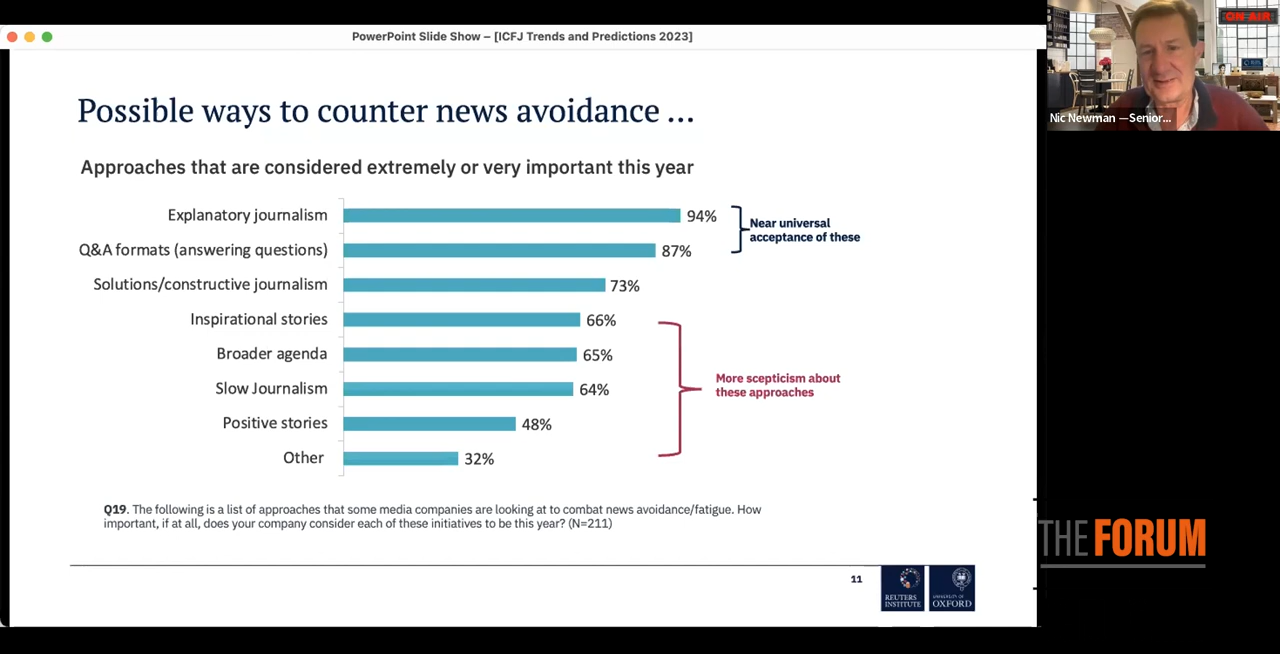 PowerPoint Slide Show – [ICFJ Trends and Predictions 2023]
ON AIR
Nic Newman —Senior...
Possible ways to counter news avoidance ...
Approaches that are considered extremely or very important this year
Explanatory journalism 94%
Q&A formats (answering questions) 87%
Near universal
acceptance of these
Solutions/constructive journalism 73%
Inspirational stories 66%
Broader agenda 65%
Slow Journalism 64%
Positive stories 48%
Other 32%
More scepticism about
these approaches
Q19. The following is a list of approaches that some media companies are looking at to combat news avoidance/fatigue. How
important, if at all, does your company consider each of these initiatives to be this year? (N=211)
THE FORUM
11
REUTERS
INSTITUTE
UNIVERSITY OF
OXFORD